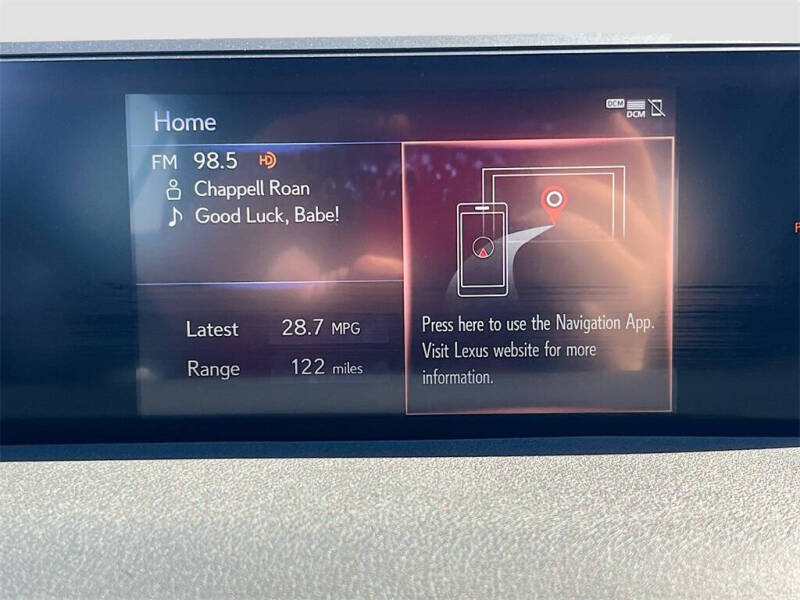 Home
DCM
DCM
FM 98.5 HD
Chappell Roan
Good Luck, Babe!
Latest 28.7 MPG
Range 122 miles
Press here to use the Navigation App.
Visit Lexus website for more
information.